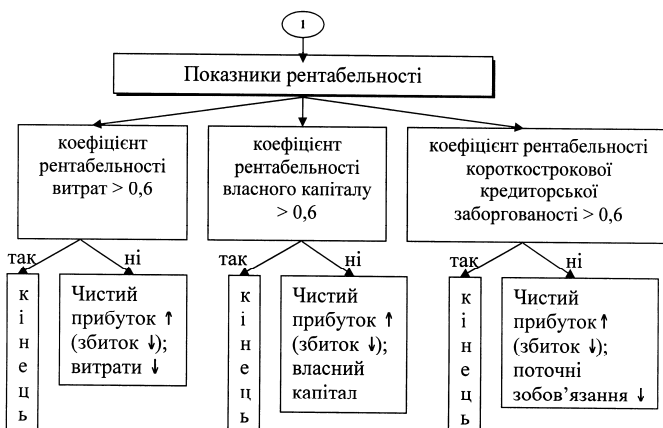 1
Показники рентабельності
коефіцієнт
рентабельності
витрат > 0,6
коефіцієнт
рентабельності
власного капіталу
> 0,6
коефіцієнт рентабельності
короткострокової
кредиторської
заборгованості > 0,6
так
ні
так
ні
так
ні
к
і
н
е
ц
ь
Чистий
прибуток ↑
(збиток ↓);
витрати ↓
к
і
н
е
ц
ь
Чистий
прибуток ↑
(збиток ↓);
власний
капітал
к
і
н
е
ц
ь
Чистий
прибуток↑
(збиток ↓);
поточні
зобов’язання ↓